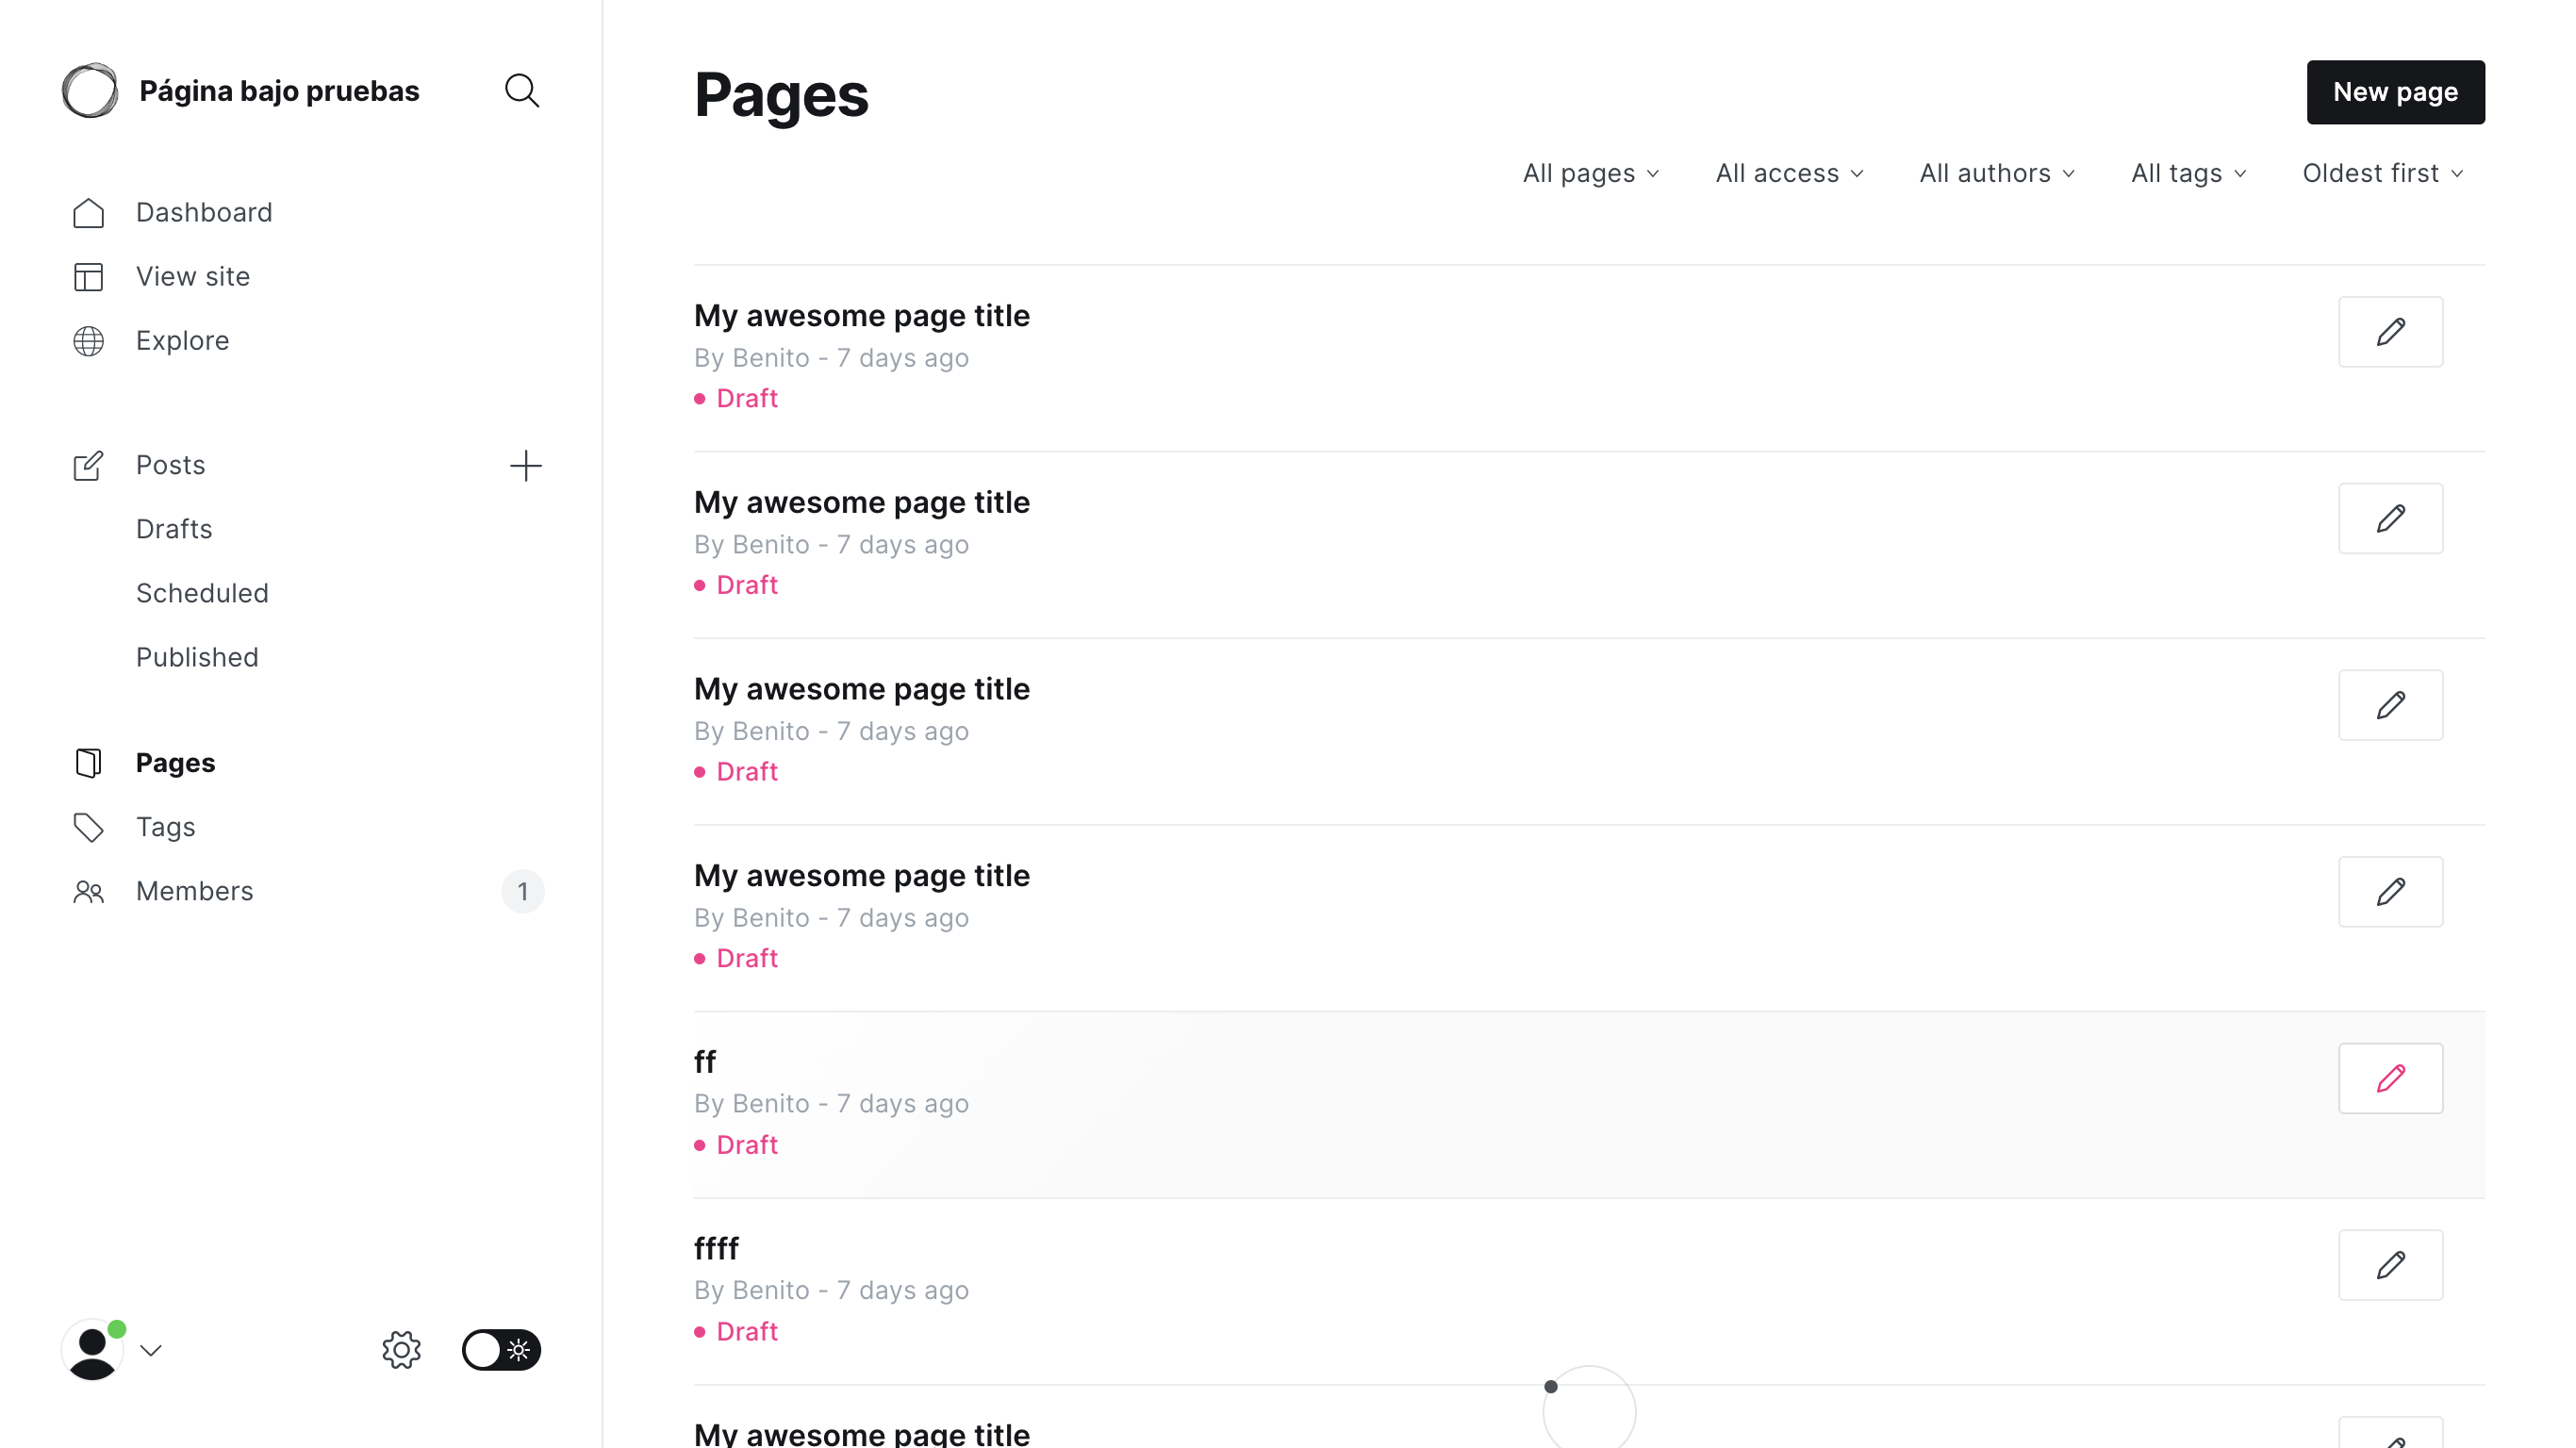 Página bajo pruebas
Dashboard
View site
Explore
Posts
Drafts
Scheduled
Published
Pages
Tags
Members
1
Pages
New page
All pages
All access
All authors
All tags
Oldest first
My awesome page title
By Benito - 7 days ago
Draft
My awesome page title
By Benito - 7 days ago
Draft
My awesome page title
By Benito - 7 days ago
Draft
My awesome page title
By Benito - 7 days ago
Draft
ff
By Benito - 7 days ago
Draft
ffff
By Benito - 7 days ago
Draft
My awesome page title